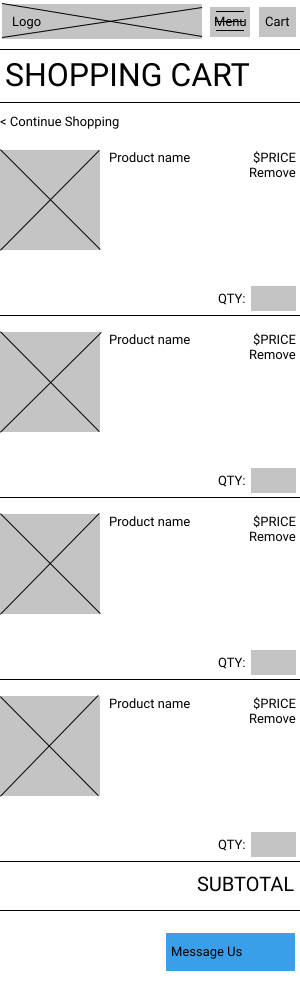 Logo
Menu
Cart
SHOPPING CART
< Continue Shopping
Product name
$PRICE
Remove
QTY:
Product name
$PRICE
Remove
QTY:
Product name
$PRICE
Remove
QTY:
Product name
$PRICE
Remove
QTY:
SUBTOTAL
Message Us